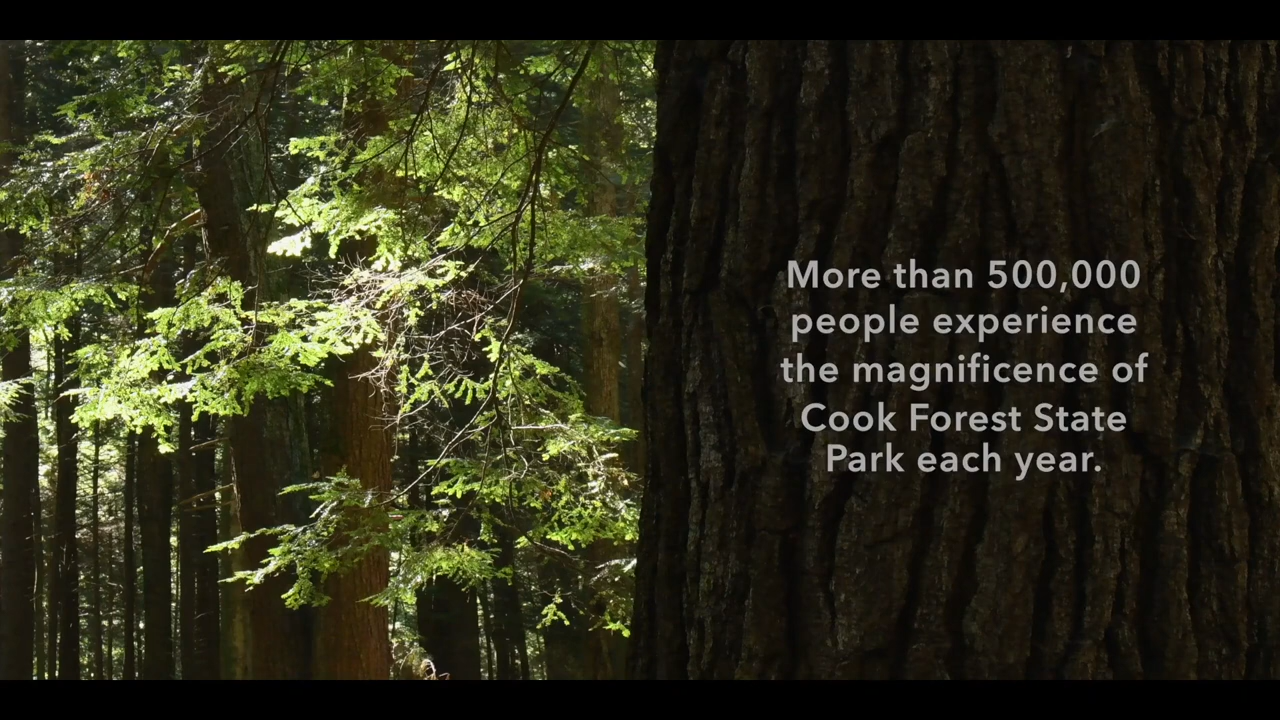 More than 500,000
people experience
the magnificence of
Cook Forest State
Park each year.